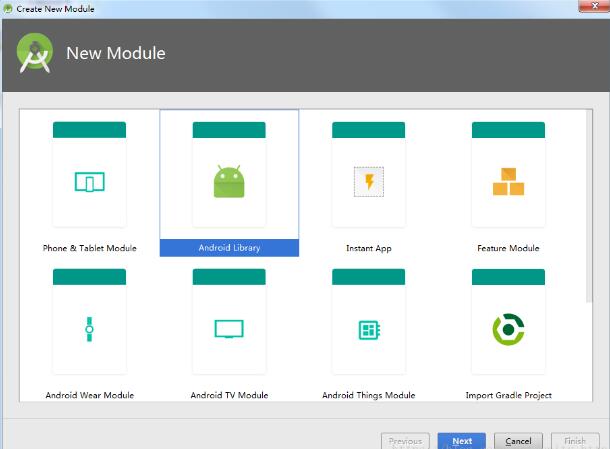 Create New Module
New Module
Phone & Tablet Module
Android Library
Instant App
Feature Module
Android Wear Module
Android TV Module
Android Things Module
Import Gradle Project
Previous
Next
Cancel
Finish